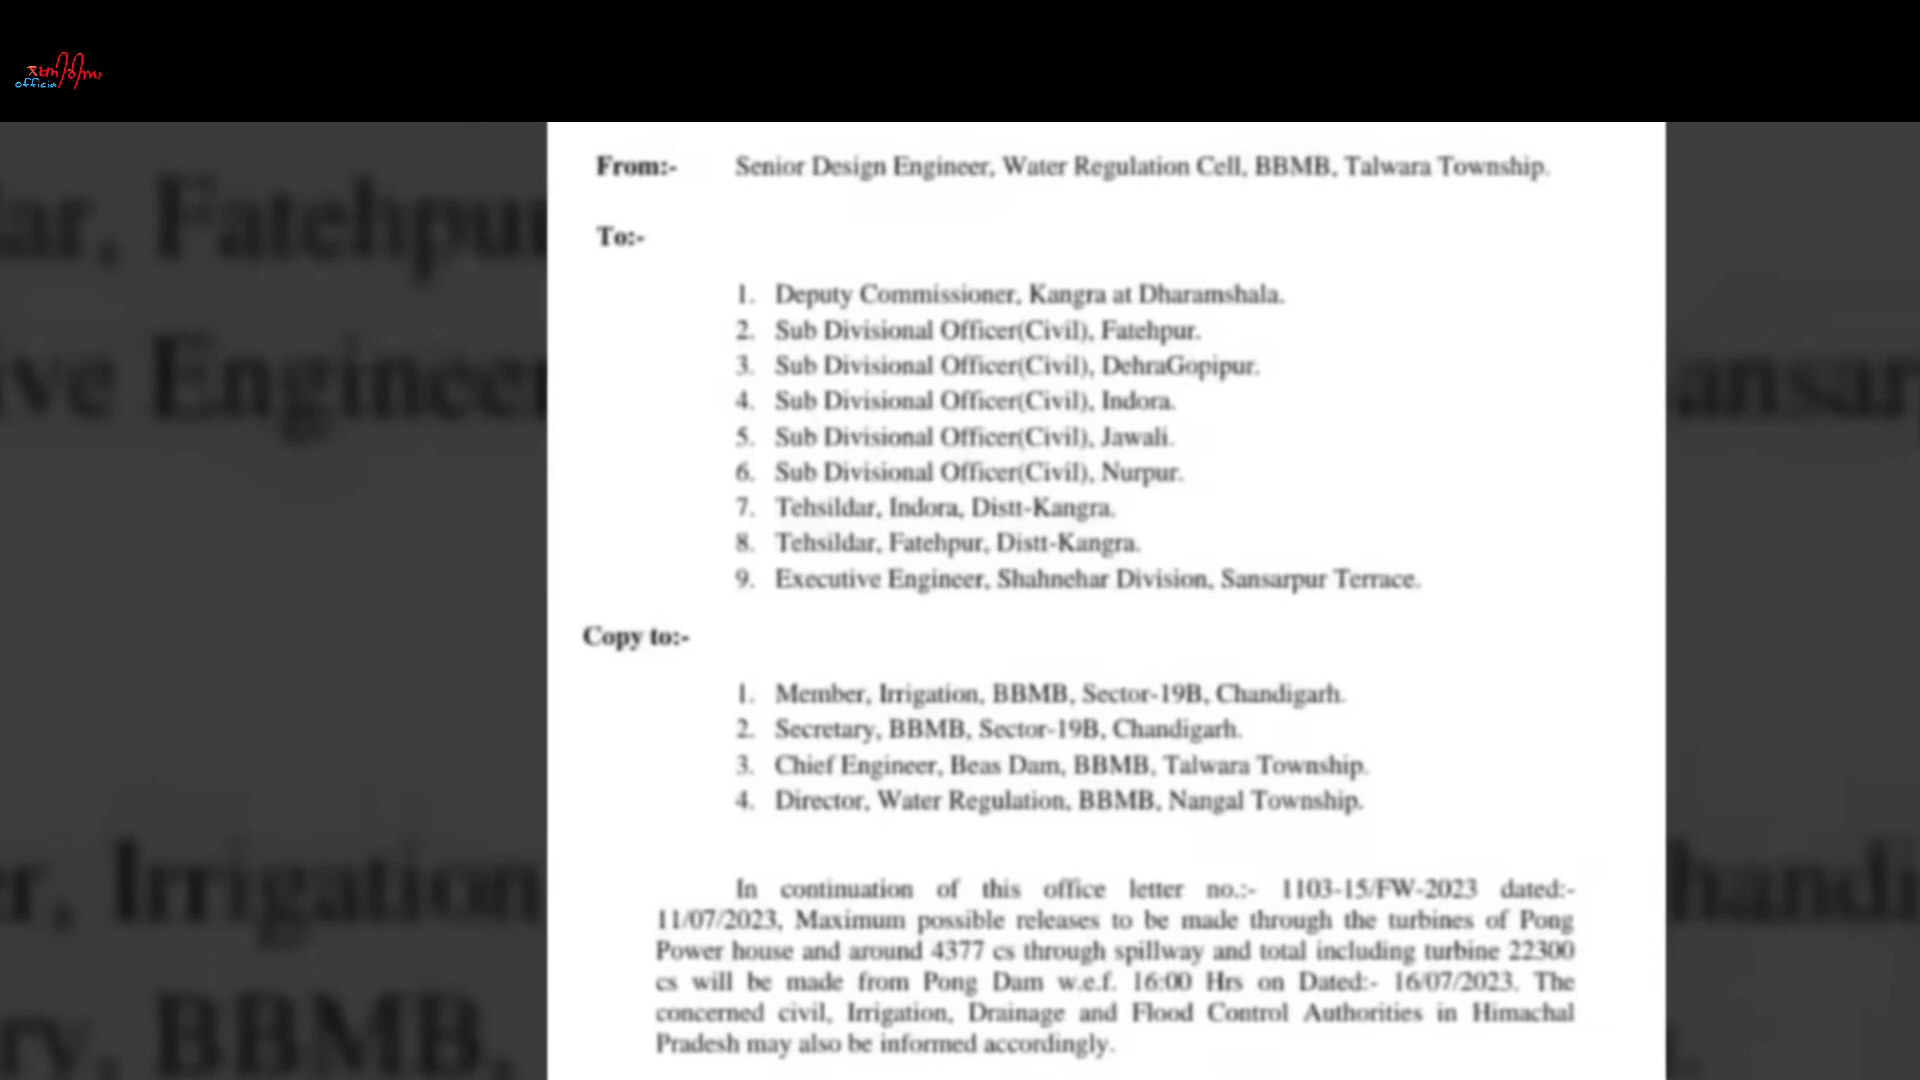 official
From:- Senior Design Engineer, Water Regulation Cell, BBMB, Talwara Township.
To:-
1. Deputy Commissioner, Kangra at Dharamshala.
2. Sub Divisional Officer(Civil), Fatehpur.
3. Sub Divisional Officer(Civil), DehraGopipur.
4. Sub Divisional Officer(Civil), Indora.
5. Sub Divisional Officer(Civil), Jawali.
6. Sub Divisional Officer(Civil), Nurpur.
7. Tehsildar, Indora, Distt-Kangra.
8. Tehsildar, Fatehpur, Distt-Kangra.
9. Executive Engineer, Shahnehar Division, Sansarpur Terrace.
Copy to:-
1. Member, Irrigation, BBMB, Sector-19B, Chandigarh.
2. Secretary, BBMB, Sector-19B, Chandigarh.
3. Chief Engineer, Beas Dam, BBMB, Talwara Township.
4. Director, Water Regulation, BBMB, Nangal Township.
In continuation of this office letter no.:- 1103-15/FW-2023 dated:-
11/07/2023, Maximum possible releases to be made through the turbines of Pong
Power house and around 4377 cs through spillway and total including turbine 22300
cs will be made from Pong Dam w.e.f. 16:00 Hrs on Dated:- 16/07/2023. The
concerned civil, Irrigation, Drainage and Flood Control Authorities in Himachal
Pradesh may also be informed accordingly.